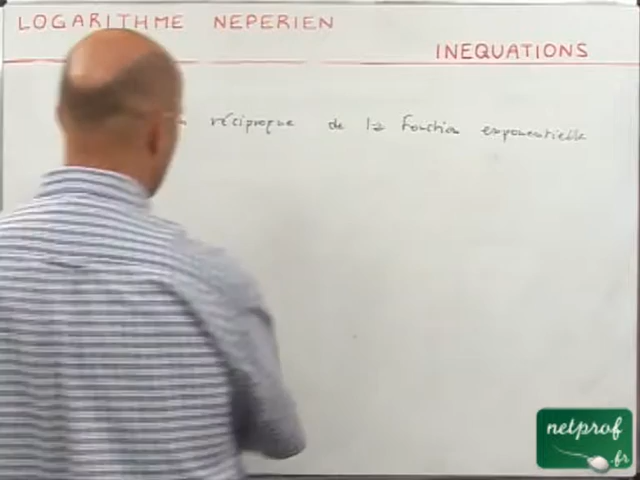 LOGARITHME NEPERIEN
INEQUATIONS
réciproque de la fonction exponentielle
netprof
.fr